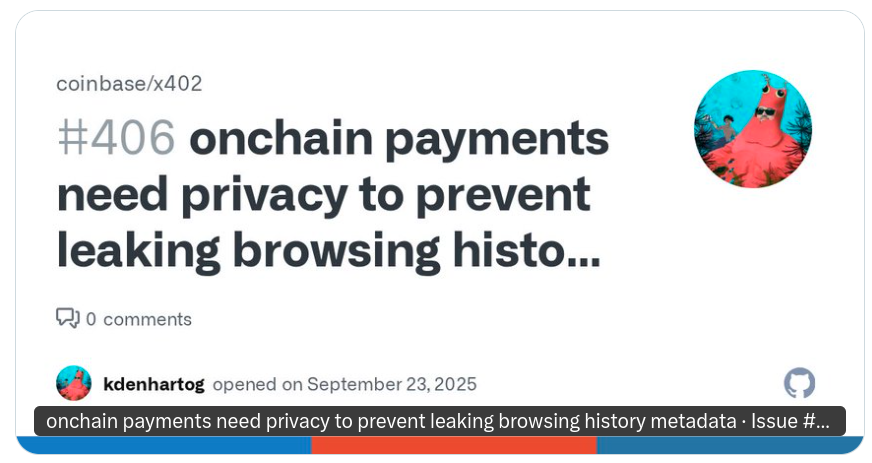 coinbase/x402
#406 onchain payments
need privacy to prevent
leaking browsing histo...
0 comments
kdenhartog opened on September 23, 2025
onchain payments need privacy to prevent leaking browsing history metadata · Issue #...